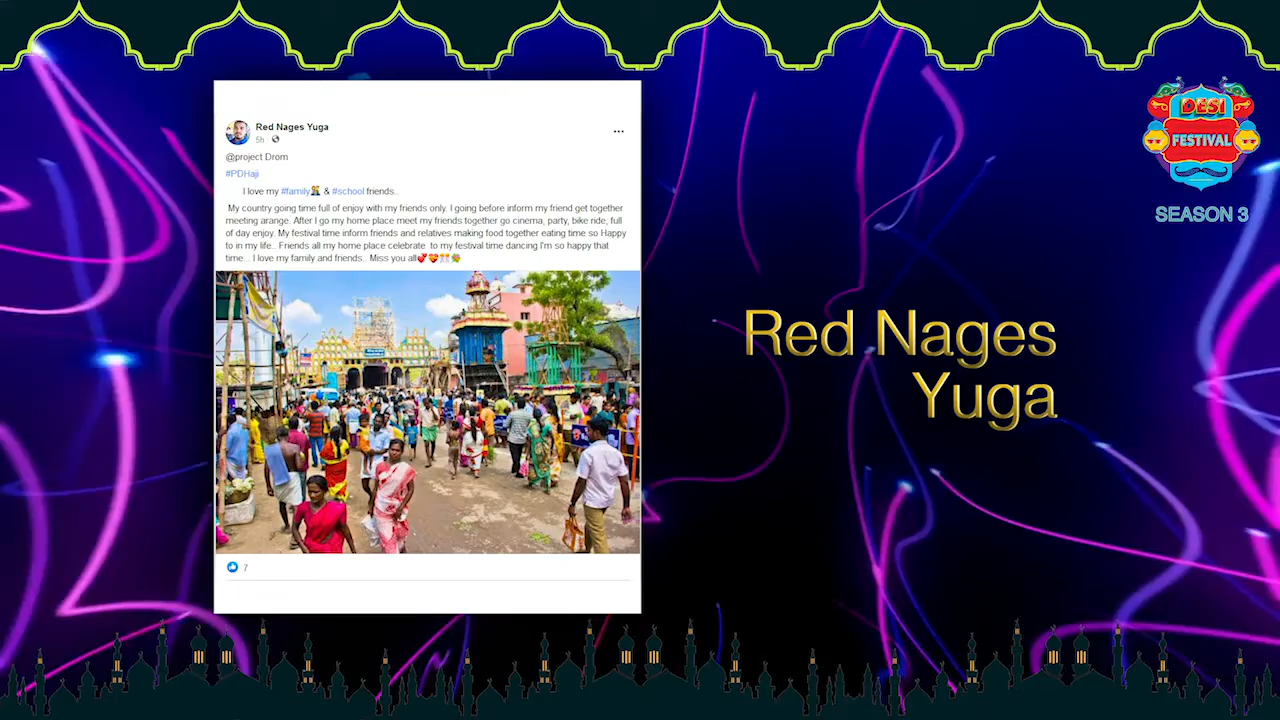 DESI
FESTIVAL
SEASON 3
Red Nages Yuga
5h
@project Drom
#PDHaji
I love my #family & #school friends..
My country going time full of enjoy with my friends only. I going before inform my friend get together
meeting arange. After I go my home place meet my friends together go cinema, party, bike ride, full
of day enjoy. My festival time inform friends and relatives making food together eating time so Happy
to in my life.. Friends all my home place celebrate to my festival time dancing I'm so happy that
time... I love my family and friends.. Miss you all
7
Red Nages
Yuga